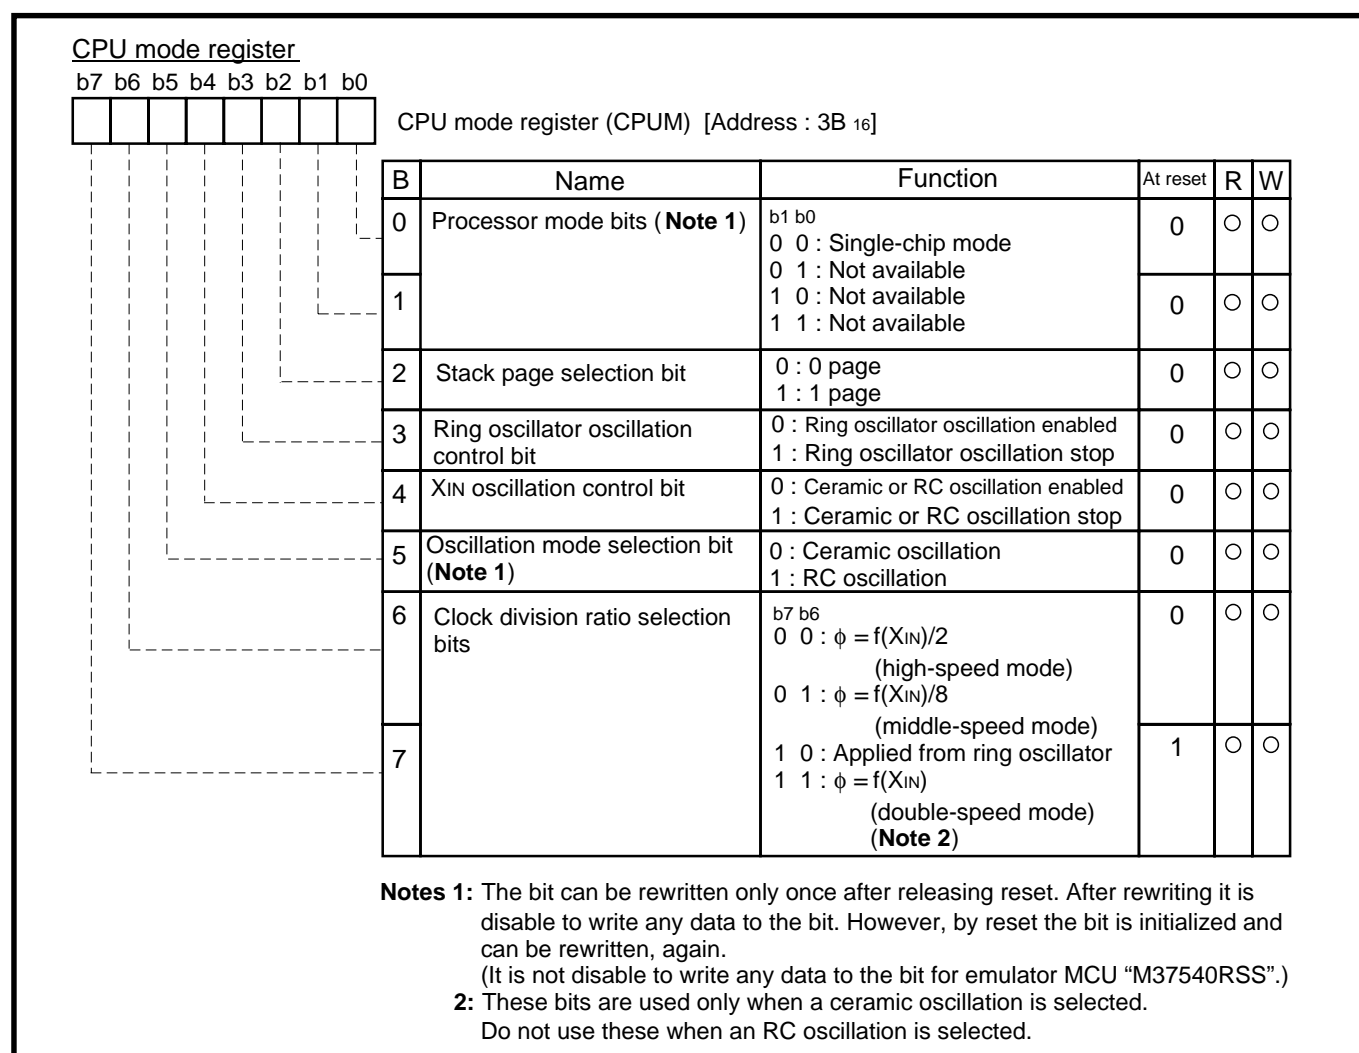 CPU mode register
b7 b6 b5 b4 b3 b2 b1 b0
CPU mode register (CPUM) [Address : 3B 16]
B Name Function At reset R W
0 Processor mode bits (Note 1) b1 b0 0 ○ ○
0 0 : Single-chip mode
0 1 : Not available
1 1 0 : Not available 0 ○ ○
1 1 : Not available
2 Stack page selection bit 0 : 0 page 0 ○ ○
1 : 1 page
3 Ring oscillator oscillation 0 : Ring oscillator oscillation enabled 0 ○ ○
control bit 1 : Ring oscillator oscillation stop
4 XIN oscillation control bit 0 : Ceramic or RC oscillation enabled 0 ○ ○
1 : Ceramic or RC oscillation stop
5 Oscillation mode selection bit 0 : Ceramic oscillation 0 ○ ○
(Note 1) 1 : RC oscillation
6 Clock division ratio selection b7 b6 0 ○ ○
bits 0 0 : φ = f(XIN)/2
(high-speed mode)
0 1 : φ = f(XIN)/8
(middle-speed mode)
7 1 0 : Applied from ring oscillator 1 ○ ○
1 1 : φ = f(XIN)
(double-speed mode)
(Note 2)
Notes 1: The bit can be rewritten only once after releasing reset. After rewriting it is
disable to write any data to the bit. However, by reset the bit is initialized and
can be rewritten, again.
(It is not disable to write any data to the bit for emulator MCU “M37540RSS”.)
2: These bits are used only when a ceramic oscillation is selected.
Do not use these when an RC oscillation is selected.